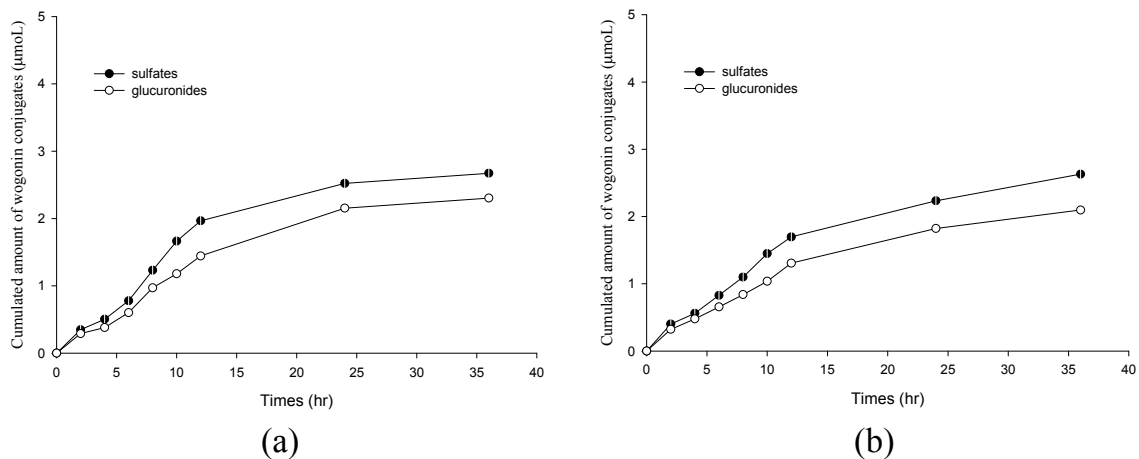 Cumulated amount of wogonin conjugates (μmoL)
5
4
3
2
1
0
sulfates
glucuronides
0 5 10 15 20 25 30 35 40
Times (hr)
(a)
Cumulated amount of wogonin conjugates (μmoL)
5
4
3
2
1
0
sulfates
glucuronides
0 5 10 15 20 25 30 35 40
Times (hr)
(b)